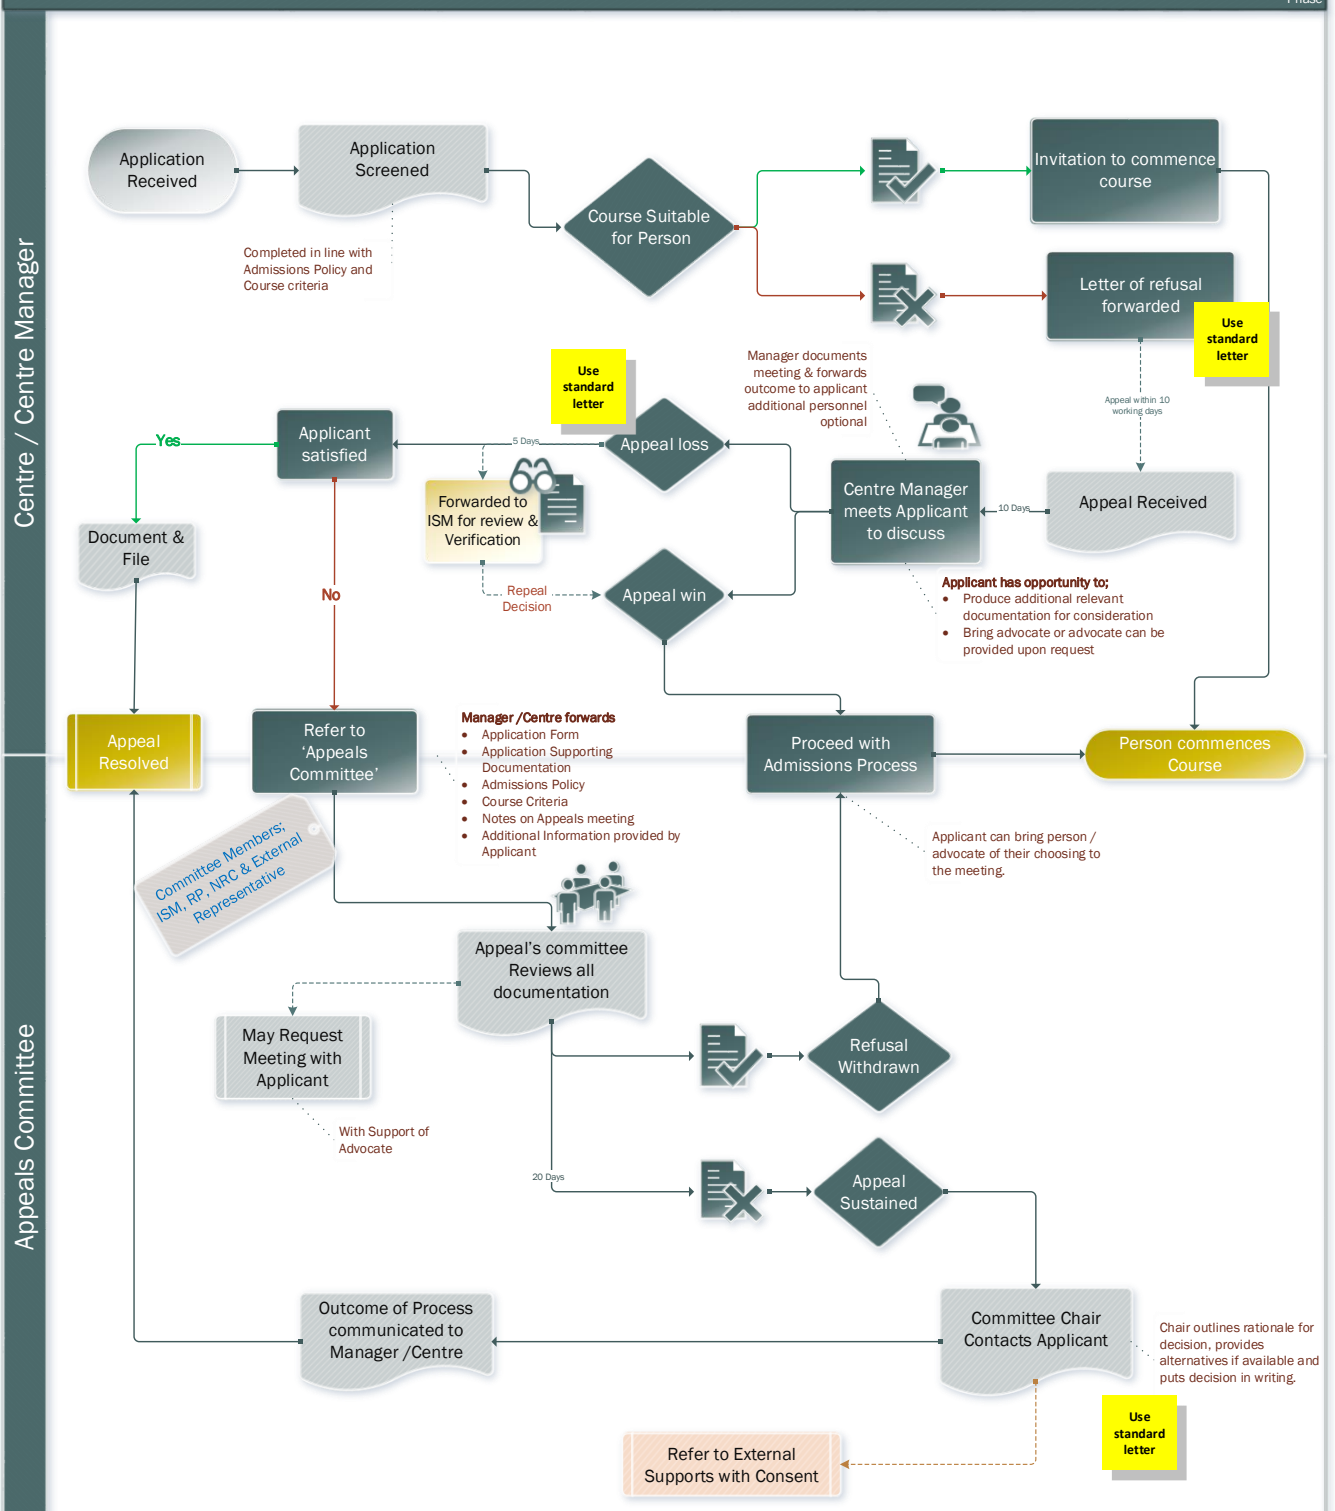 Phase
Centre / Centre Manager
Application
Received
Application
Screened
Completed in line with
Admissions Policy and
Course criteria
Course Suitable
for Person
Invitation to commence
course
Letter of refusal
forwarded
Use
standard
letter
Appeal within 10
working days
Appeal Received
10 Days
Manager documents
meeting & forwards
outcome to applicant
additional personnel
optional
Centre Manager
meets Applicant
to discuss
Applicant has opportunity to;
• Produce additional relevant
documentation for consideration
• Bring advocate or advocate can be
provided upon request
Use
standard
letter
Appeal loss
5 Days
Applicant
satisfied
Yes
Document &
File
Forwarded to
ISM for review &
Verification
Repeal
Decision
Appeal win
No
Appeal
Resolved
Refer to
‘Appeals
Committee’
Manager /Centre forwards
• Application Form
• Application Supporting
Documentation
• Admissions Policy
• Course Criteria
• Notes on Appeals meeting
• Additional Information provided by
Applicant
Proceed with
Admissions Process
Person commences
Course
Applicant can bring person /
advocate of their choosing to
the meeting.
Appeals Committee
Committee Members;
ISM, RP, NRC & External
Representative
Appeal’s committee
Reviews all
documentation
May Request
Meeting with
Applicant
With Support of
Advocate
Refusal
Withdrawn
20 Days
Appeal
Sustained
Committee Chair
Contacts Applicant
Chair outlines rationale for
decision, provides
alternatives if available and
puts decision in writing.
Use
standard
letter
Outcome of Process
communicated to
Manager /Centre
Refer to External
Supports with Consent